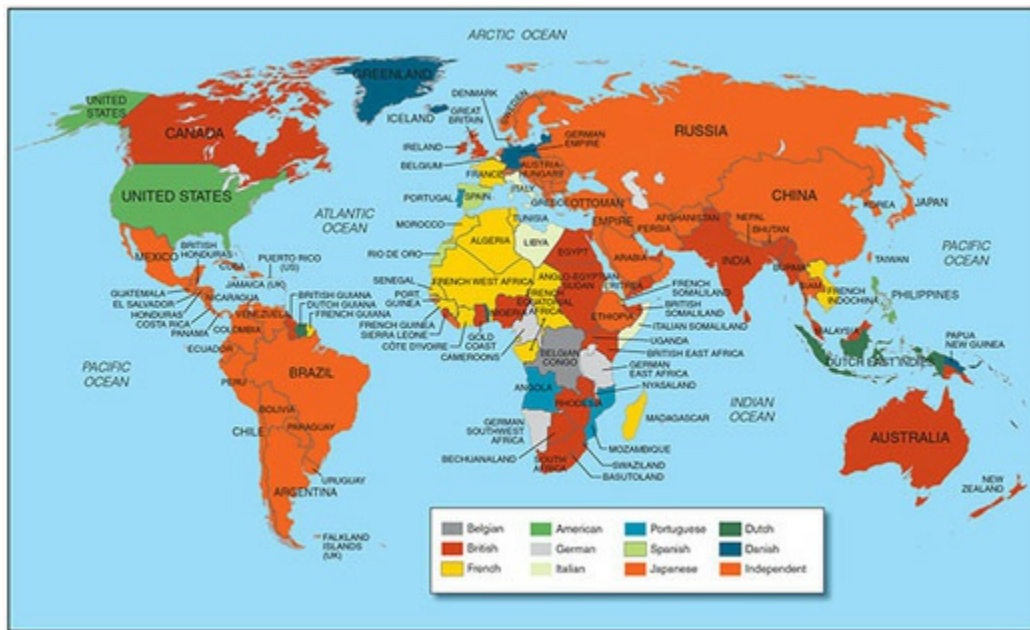 ARCTIC OCEAN
GREENLAND
UNITED
STATES
CANADA
UNITED STATES
ICELAND
DENMARK
GREAT
BRITAIN
IRELAND
BELGIUM
SWEDEN
GERMAN
EMPIRE
RUSSIA
AUSTRIA-
HUNGARY
FRANCE
ITALY
PORTUGAL
SPAIN
GREECE
OTTOMAN
EMPIRE
ATLANTIC
OCEAN
MOROCCO
TUNISIA
ALGERIA
LIBYA
EGYPT
RIO DE ORO
PERSIA
AFGHANISTAN
ARABIA
NEPAL
BHUTAN
CHINA
KOREA
JAPAN
INDIA
BURMA
SIAM
TAIWAN
FRENCH
INDOCHINA
PACIFIC
OCEAN
PHILIPPINES
MEXICO
BRITISH
HONDURAS
CUBA
PUERTO RICO
(US)
JAMAICA (UK)
GUATEMALA
EL SALVADOR
HONDURAS
COSTA RICA
NICARAGUA
PANAMA
VENEZUELA
COLOMBIA
ECUADOR
BRITISH GUIANA
DUTCH GUIANA
FRENCH GUIANA
SENEGAL
FRENCH WEST AFRICA
PORT.
GUINEA
FRENCH GUINEA
SIERRA LEONE
CÔTE D'IVOIRE
GOLD
COAST
NIGERIA
CAMEROONS
FRENCH
EQUATORIAL
AFRICA
ANGLO-EGYPTIAN
SUDAN
ERITREA
ETHIOPIA
FRENCH
SOMALILAND
BRITISH
SOMALILAND
ITALIAN SOMALILAND
UGANDA
BRITISH EAST AFRICA
BELGIAN
CONGO
GERMAN
EAST AFRICA
NYASALAND
ANGOLA
RHODESIA
MADAGASCAR
GERMAN
SOUTHWEST
AFRICA
BECHUANALAND
SOUTH
AFRICA
MOZAMBIQUE
SWAZILAND
BASUTOLAND
INDIAN
OCEAN
MALAYSIA
DUTCH EAST INDIES
PAPUA
NEW GUINEA
AUSTRALIA
NEW
ZEALAND
PACIFIC
OCEAN
PERU
BRAZIL
BOLIVIA
PARAGUAY
CHILE
URUGUAY
ARGENTINA
FALKLAND
ISLANDS
(UK)
Belgian
American
Portuguese
Dutch
British
German
Spanish
Danish
French
Italian
Japanese
Independent